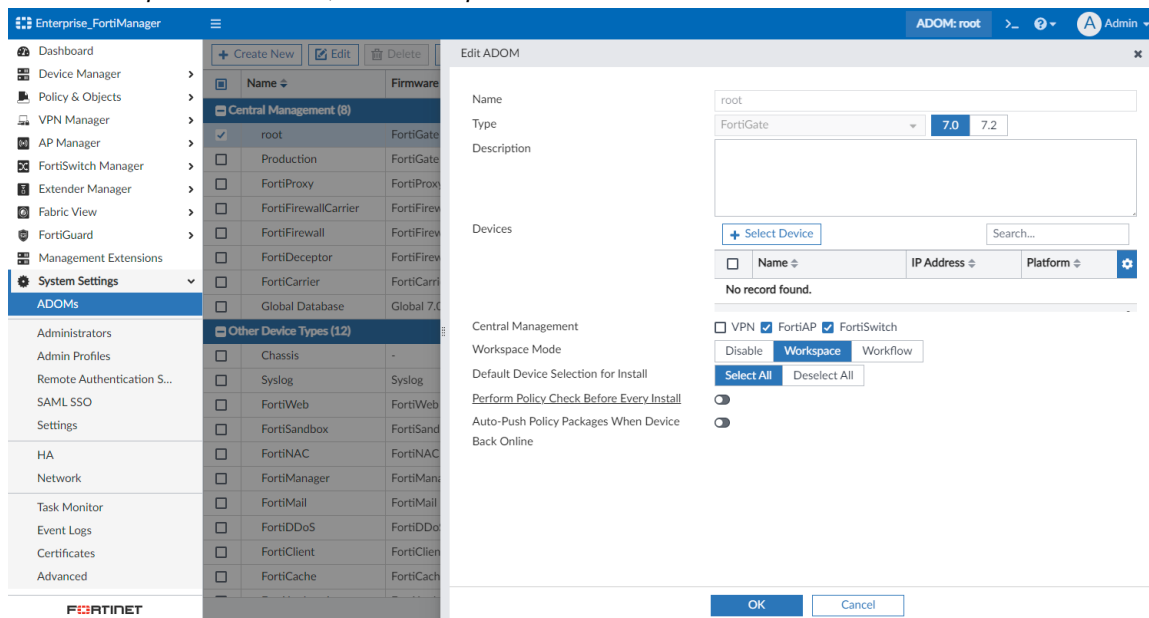 Enterprise_FortiManager
ADOM: root
>_
Admin
Dashboard
Device Manager
Policy & Objects
VPN Manager
AP Manager
FortiSwitch Manager
Extender Manager
Fabric View
FortiGuard
Management Extensions
System Settings
ADOMs
Administrators
Admin Profiles
Remote Authentication S...
SAML SSO
Settings
HA
Network
Task Monitor
Event Logs
Certificates
Advanced
FORTINET
+ Create New Edit Delete
Name Firmware
Central Management (8)
root FortiGate
Production FortiGate
FortiProxy FortiProxy
FortiFirewallCarrier FortiFirew
FortiFirewall FortiFirew
FortiDeceptor FortiFirew
FortiCarrier FortiCarri
Global Database Global 7.0
Other Device Types (12)
Chassis -
Syslog Syslog
FortiWeb FortiWeb
FortiSandbox FortiSand
FortiNAC FortiNAC
FortiManager FortiMana
FortiMail FortiMail
FortiDDoS FortiDDo
FortiClient FortiClien
FortiCache FortiCach
Edit ADOM
Name root
Type FortiGate 7.0 7.2
Description
Devices + Select Device Search...
Name IP Address Platform
No record found.
Central Management VPN FortiAP FortiSwitch
Workspace Mode Disable Workspace Workflow
Default Device Selection for Install Select All Deselect All
Perform Policy Check Before Every Install
Auto-Push Policy Packages When Device
Back Online
OK Cancel